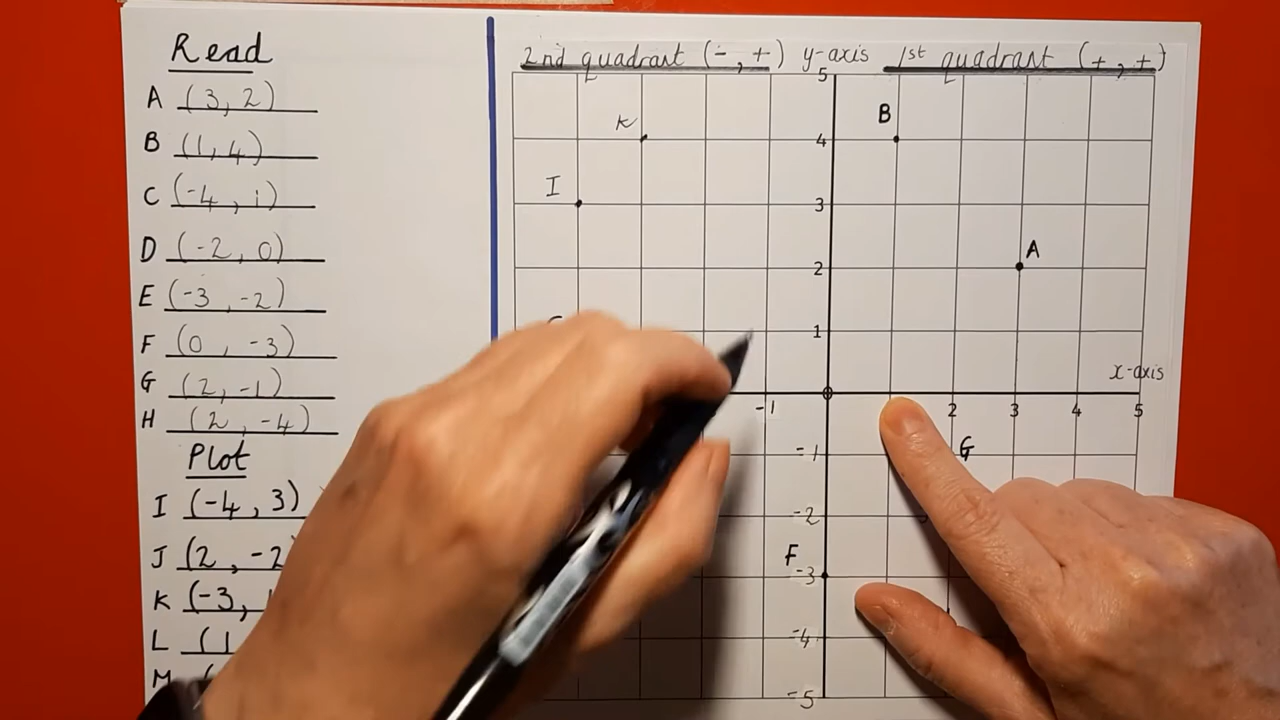 Read
A (3, 2)
B (1, 4)
C (-4, 1)
D (-2, 0)
E (-3, -2)
F (0, -3)
G (2, -1)
H (2, -4)
Plot
I (-4, 3)
J (2, -2
K (-3,
L (1
2nd quadrant (-, +) y-axis 1st quadrant (+, +)
5
K B
4
I
3
A
2
1
x-axis
-1 0 2 3 4 5
-1 G
-2
F
-3
-4
-5